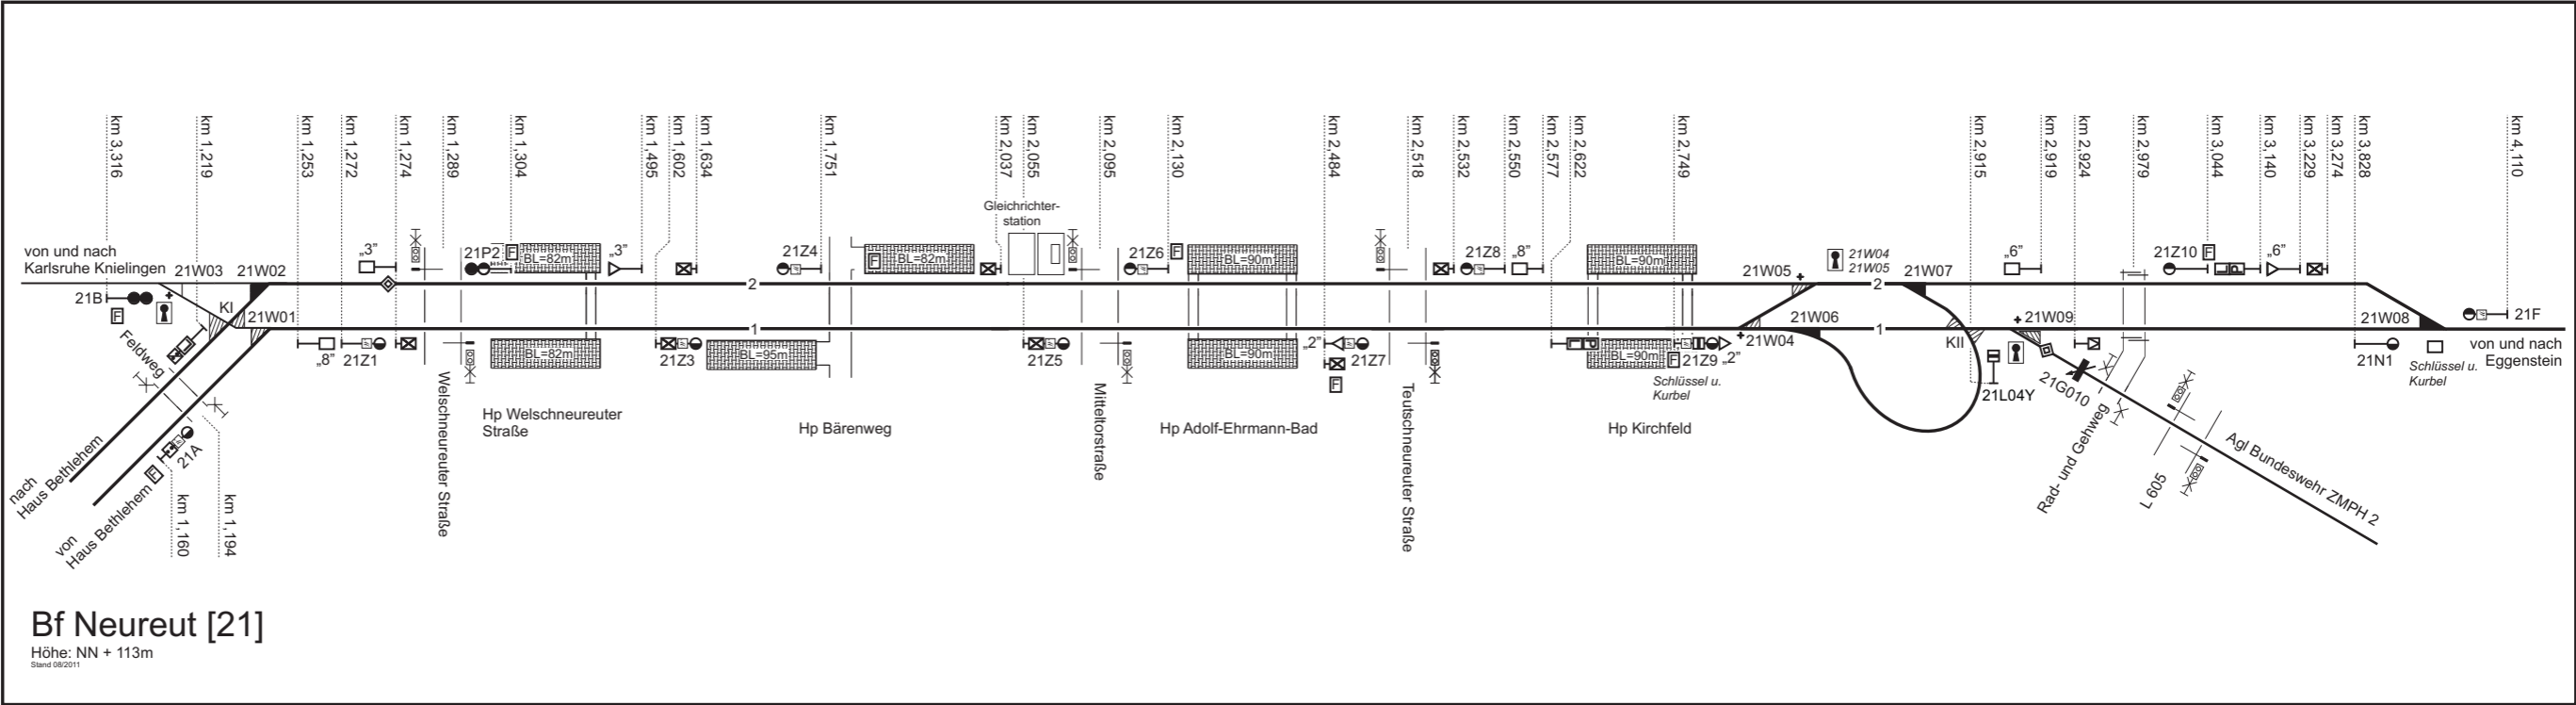 km 3,316
km 1,219
km 1,253
km 1,272
km 1,274
km 1,289
km 1,304
km 1,495
km 1,602
km 1,634
km 1,751
km 2,037
km 2,055
km 2,095
km 2,130
km 2,484
km 2,518
km 2,532
km 2,550
km 2,577
km 2,622
km 2,749
km 2,915
km 2,919
km 2,924
km 2,979
km 3,044
km 3,140
km 3,229
km 3,274
km 3,828
km 4,110
Gleichrichter-
station
von und nach
Karlsruhe Knielingen
21W03
21W02
„3”
21P2
F
BL=82m
„3”
21Z4
F
BL=82m
21Z6
F
BL=90m
21Z8
„8”
BL=90m
21W05
21W04
21W05
21W07
„6”
21Z10
F
„6”
2
2
21B
F
KI
21W01
1
1
21W06
21W04
KII
21W09
21W08
21F
von und nach
Eggenstein
Feldweg
„8”
21Z1
BL=82m
21Z3
BL=95m
21Z5
BL=90m
„2”
21Z7
F
BL=90m
F
21Z9
„2”
Schlüssel u.
Kurbel
21L04Y
21G010
21N1
Schlüssel u.
Kurbel
Welschneureuter Straße
Hp Welschneureuter
Straße
Hp Bärenweg
Mitteltorstraße
Hp Adolf-Ehrmann-Bad
Teutschneureuter Straße
Hp Kirchfeld
Rad- und Gehweg
L 605
Agl Bundeswehr ZMPH 2
nach
Haus Bethlehem
von
Haus Bethlehem
F
21A
km 1,160
km 1,194
Bf Neureut [21]
Höhe: NN + 113m
Stand 08/2011